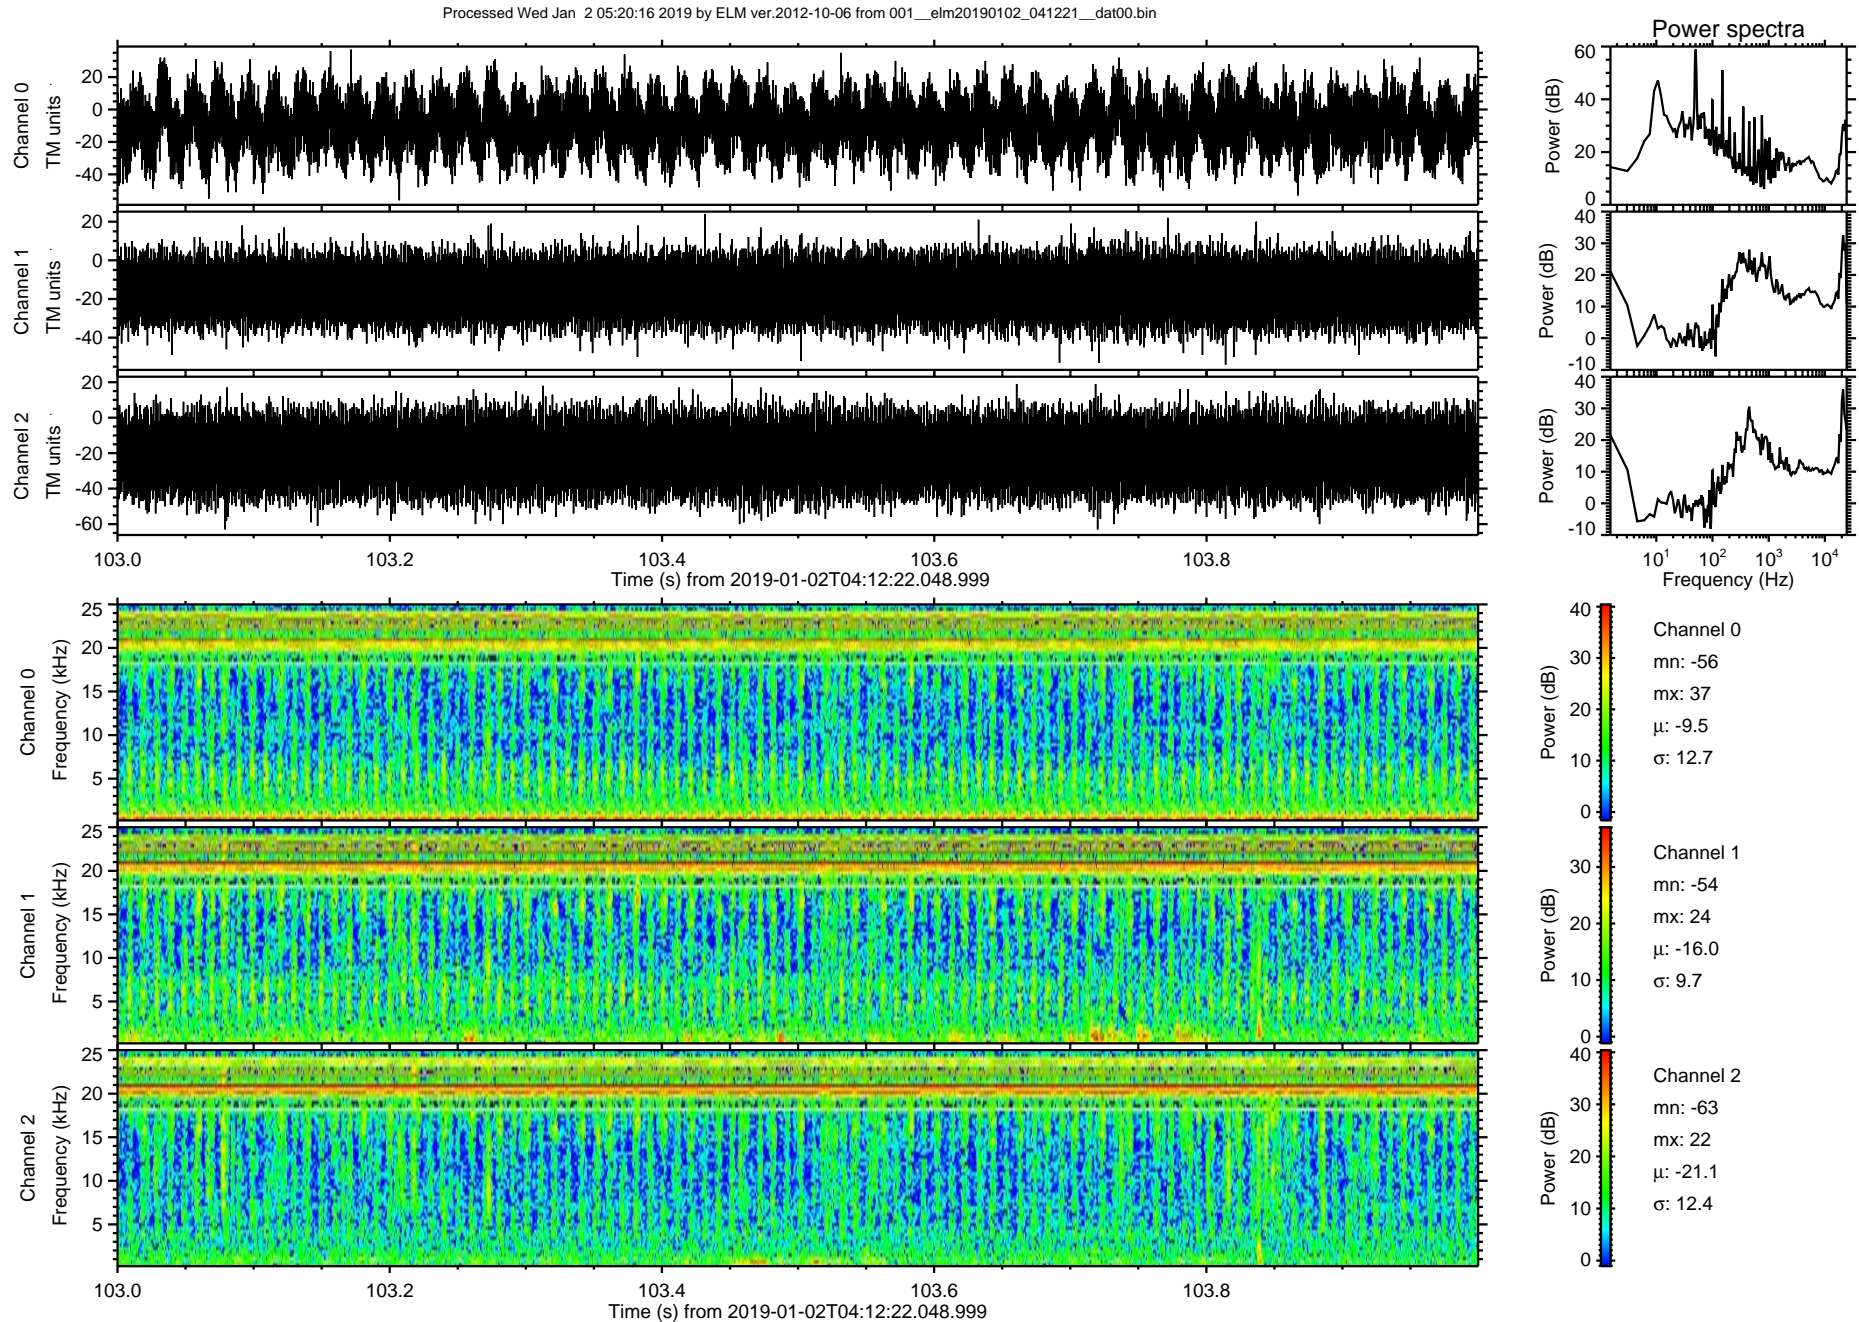 Processed Wed Jan  2 05:20:16 2019 by ELM ver.2012-10-06 from 001__elm20190102_041221__dat00.bin
Power spectra
Channel 0
TM units
20
0
-20
-40
Power (dB)
60
40
20
0
Channel 1
TM units
20
0
-20
-40
Power (dB)
40
30
20
10
0
-10
Channel 2
TM units
20
0
-20
-40
-60
Power (dB)
40
30
20
10
0
-10
103.0 103.2 103.4 103.6 103.8
Time (s) from 2019-01-02T04:12:22.048.999
10¹ 10² 10³ 10⁴
Frequency (Hz)
Channel 0
Frequency (kHz)
25
20
15
10
5
Power (dB)
40
30
20
10
0
Channel 0
mn: -56
mx: 37
μ: -9.5
σ: 12.7
Channel 1
Frequency (kHz)
25
20
15
10
5
Power (dB)
30
20
10
0
Channel 1
mn: -54
mx: 24
μ: -16.0
σ: 9.7
Channel 2
Frequency (kHz)
25
20
15
10
5
Power (dB)
40
30
20
10
0
Channel 2
mn: -63
mx: 22
μ: -21.1
σ: 12.4
103.0 103.2 103.4 103.6 103.8
Time (s) from 2019-01-02T04:12:22.048.999